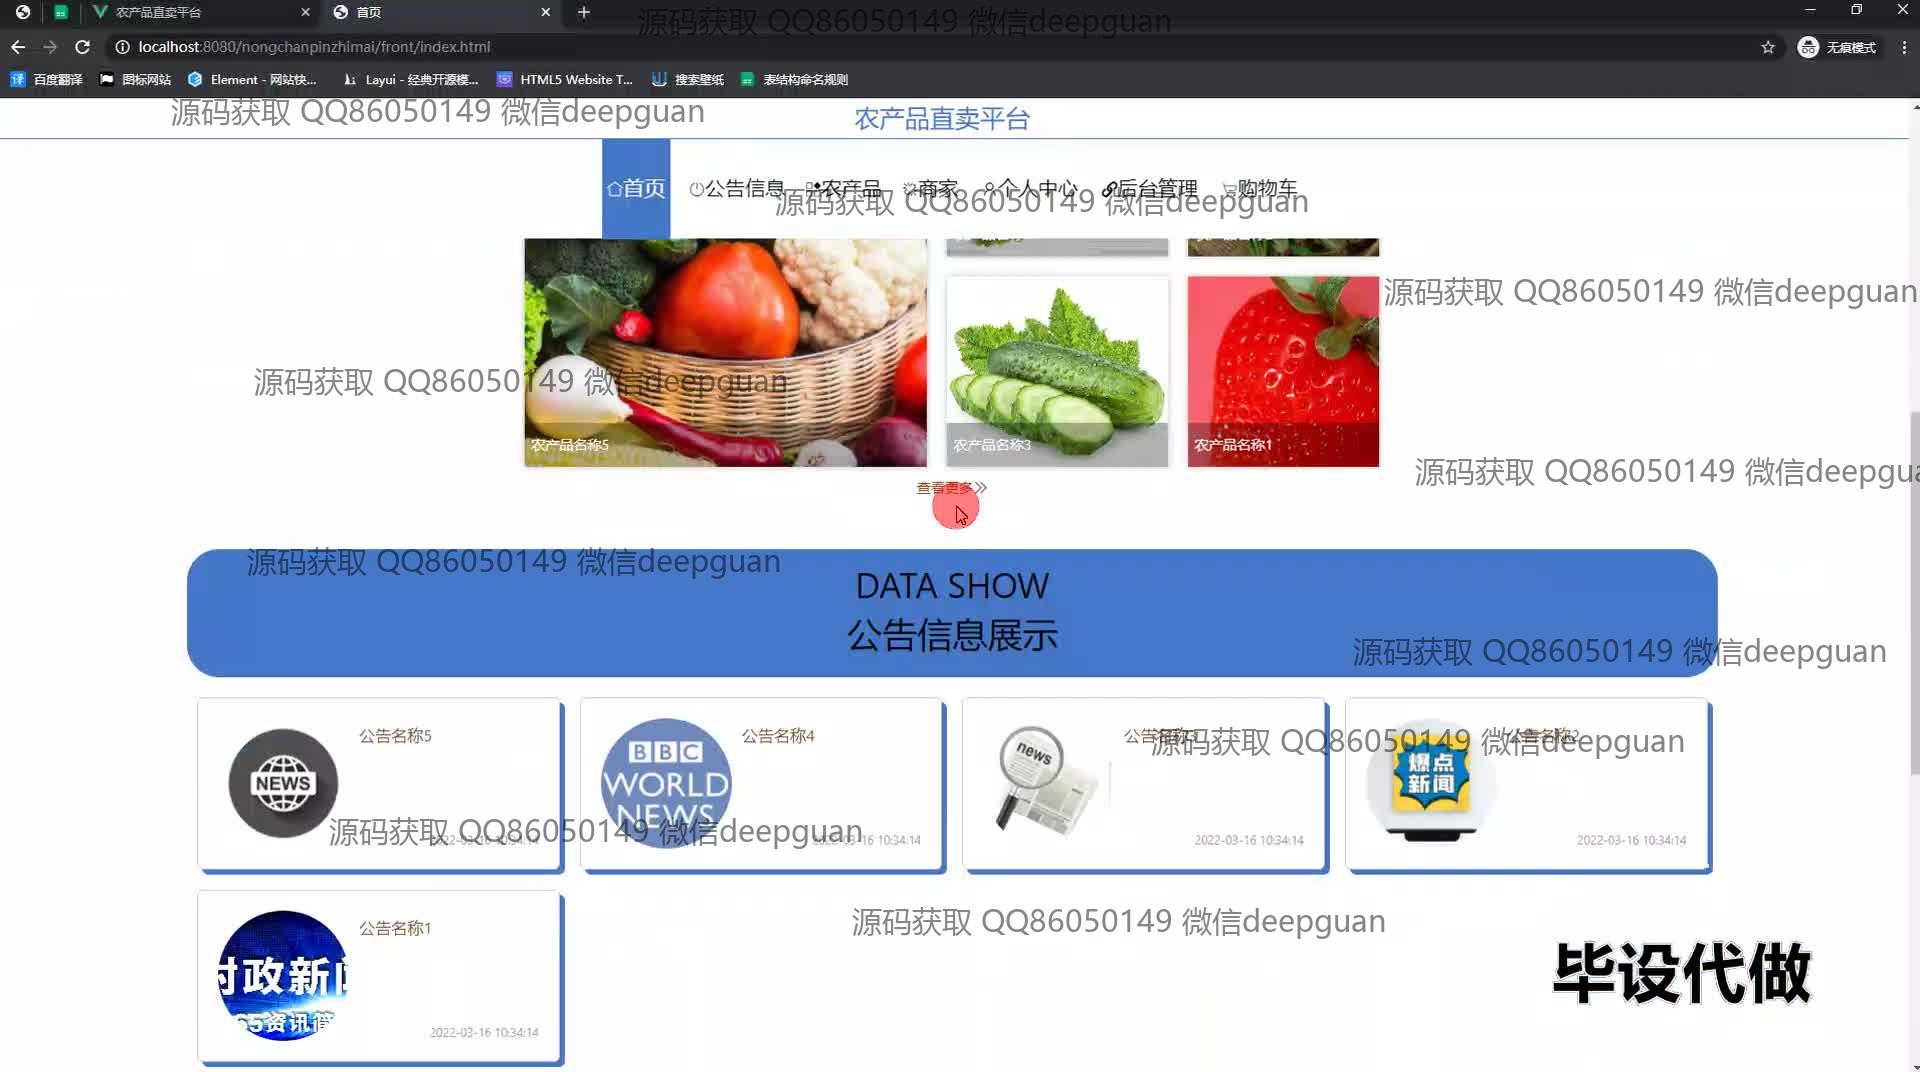 农产品直卖平台
首页
源码获取 QQ86050149 微信deepguan
localhost:8080/nongchanpinzhimai/front/index.html
无痕模式
百度翻译
图标网站
Element - 网站快...
Layui - 经典开源模...
HTML5 Website T...
搜索壁纸
表结构命名规则
源码获取 QQ86050149 微信deepguan
农产品直卖平台
首页
公告信息
农产品
商家
个人中心
后台管理
购物车
源码获取 QQ86050149 微信deepguan
源码获取 QQ86050149 微信deepguan
源码获取 QQ86050149 微信deepguan
农产品名称5
农产品名称3
农产品名称1
源码获取 QQ86050149 微信deepgua
查看更多
源码获取 QQ86050149 微信deepguan
DATA SHOW
公告信息展示
源码获取 QQ86050149 微信deepguan
公告名称5
公告名称4
公告名称3
公告名称2
源码获取 QQ86050149 微信deepguan
NEWS
BBC
WORLD
NEWS
news
爆点
新闻
源码获取 QQ86050149 微信deepguan
2022-03-16 10:34:14
2022-03-16 10:34:14
2022-03-16 10:34:14
2022-03-16 10:34:14
公告名称1
源码获取 QQ86050149 微信deepguan
时政新闻
2022-03-16 10:34:14
毕设代做